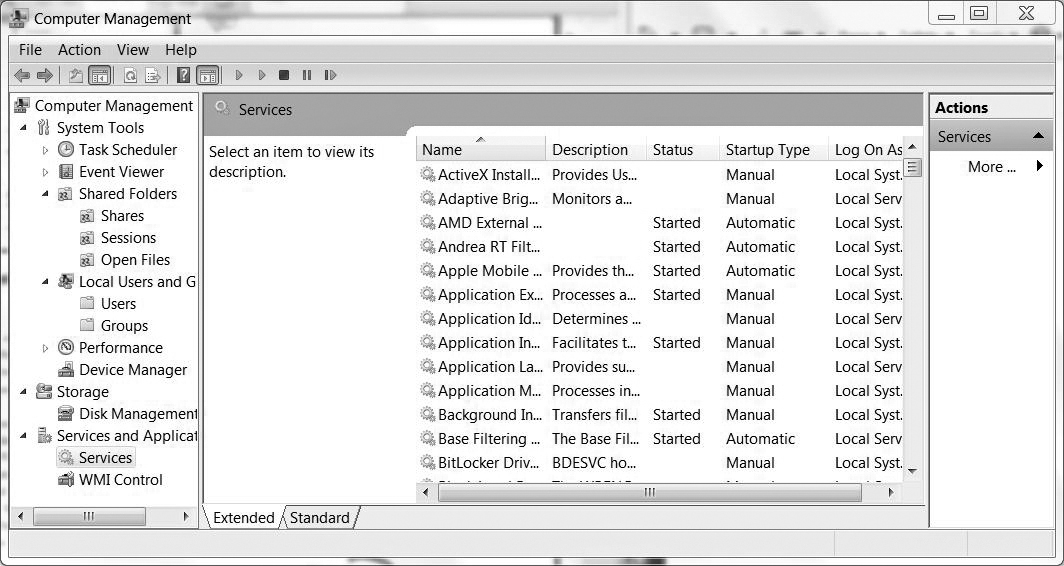 Computer Management
File Action View Help
Computer Management
System Tools
Task Scheduler
Event Viewer
Shared Folders
Shares
Sessions
Open Files
Local Users and G
Users
Groups
Performance
Device Manager
Storage
Disk Management
Services and Applicat
Services
WMI Control
Services
Select an item to view its
description.
Name Description Status Startup Type Log On As
ActiveX Install... Provides Us... Manual Local Syst.
Adaptive Brig... Monitors a... Manual Local Serv
AMD External ... Started Automatic Local Syst.
Andrea RT Filt... Started Automatic Local Syst.
Apple Mobile ... Provides th... Started Automatic Local Syst.
Application Ex... Processes a... Started Manual Local Syst.
Application Id... Determines ... Manual Local Serv
Application In... Facilitates t... Started Manual Local Syst.
Application La... Provides su... Manual Local Serv
Application M... Processes in... Manual Local Syst.
Background In... Transfers fil... Started Manual Local Syst.
Base Filtering ... The Base Fil... Started Automatic Local Serv
BitLocker Driv... BDESVC ho... Manual Local Syst.
Extended Standard
Actions
Services
More ...